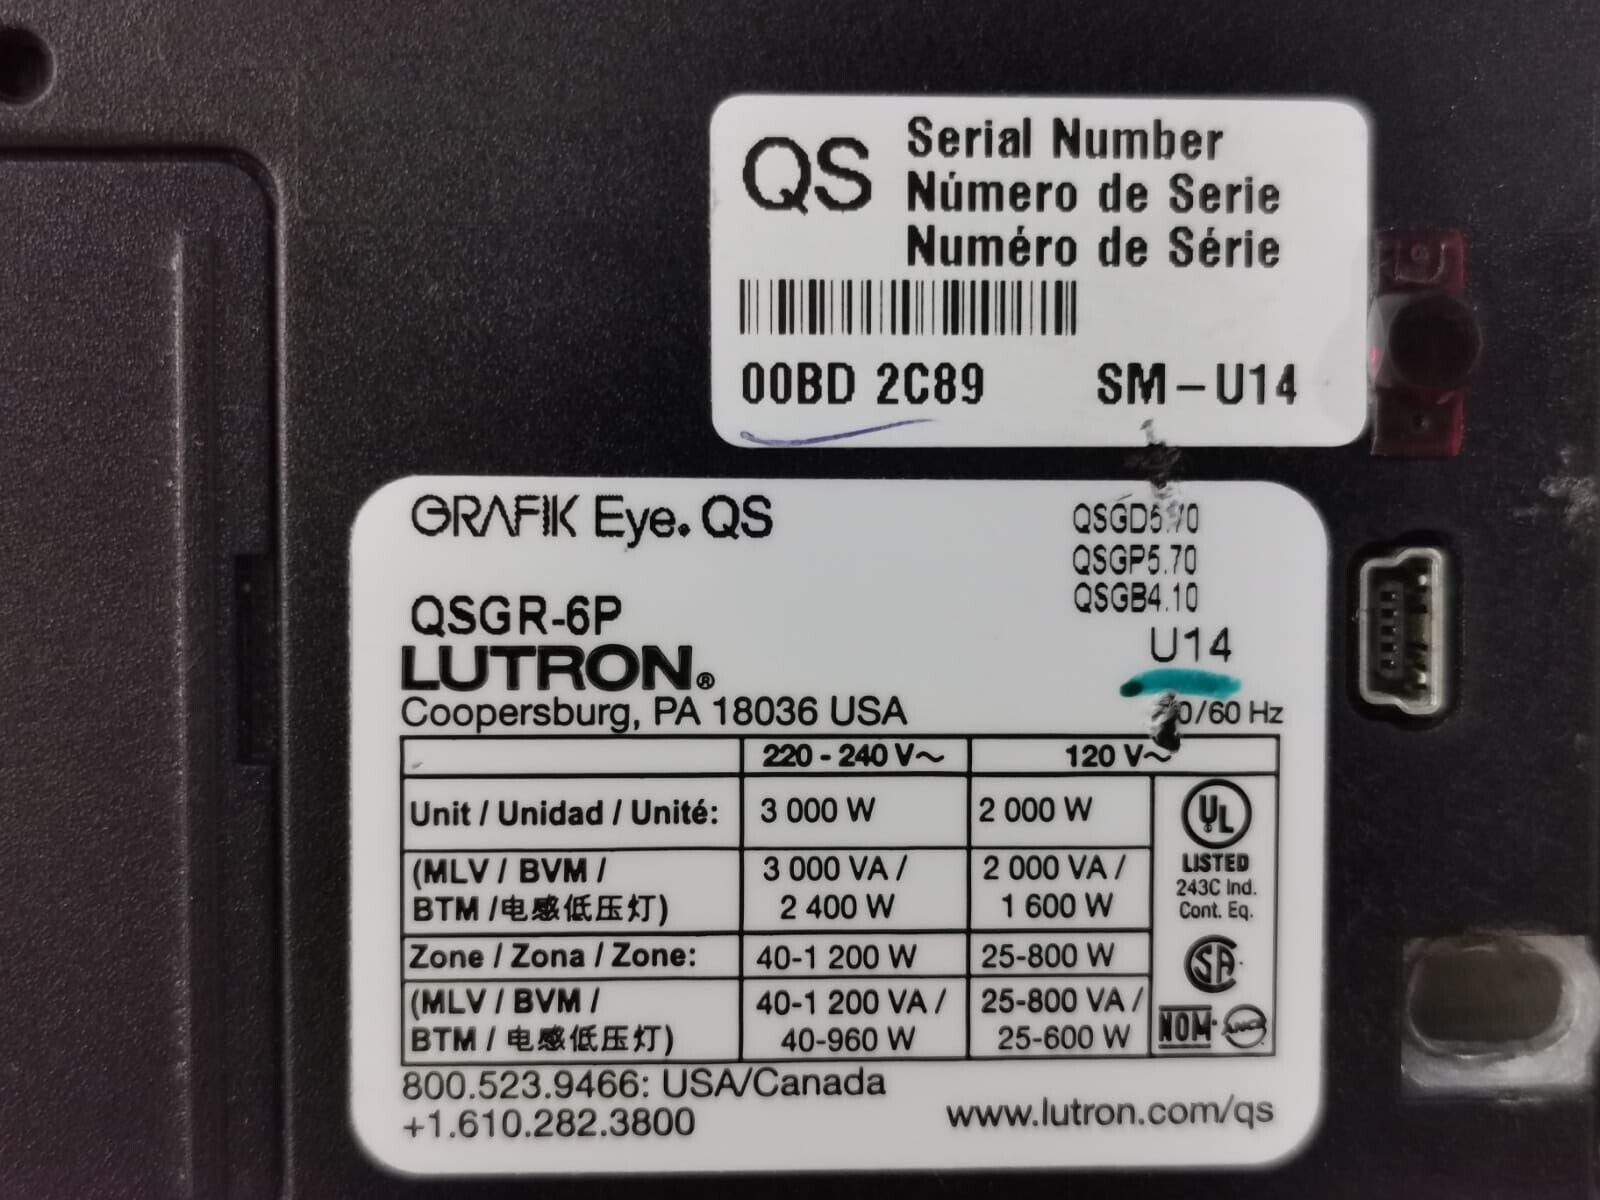 QS
Serial Number
Número de Serie
Numéro de Série
00BD 2C89 SM-U14
GRAFIK Eye. QS
QSGD5.70
QSGP5.70
QSGB4.10
U14
QSGR-6P
LUTRON®
Coopersburg, PA 18036 USA
/60 Hz
220 - 240 V~ 120 V~
Unit / Unidad / Unité: 3 000 W 2 000 W
(MLV / BVM / 3 000 VA / 2 000 VA /
BTM /电感低压灯) 2 400 W 1 600 W
Zone / Zona / Zone: 40-1 200 W 25-800 W
(MLV / BVM / 40-1 200 VA / 25-800 VA /
BTM / 电感低压灯) 40-960 W 25-600 W
UL
LISTED
243C Ind.
Cont. Eq.
SA
NOM ANCE
800.523.9466: USA/Canada
+1.610.282.3800
www.lutron.com/qs